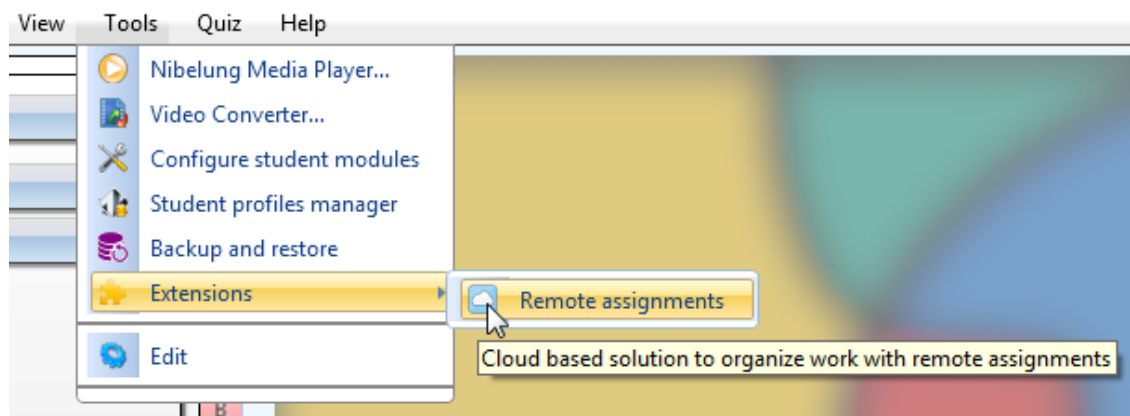 View Tools Quiz Help
Nibelung Media Player...
Video Converter...
Configure student modules
Student profiles manager
Backup and restore
Extensions
Remote assignments
Edit
Cloud based solution to organize work with remote assignments